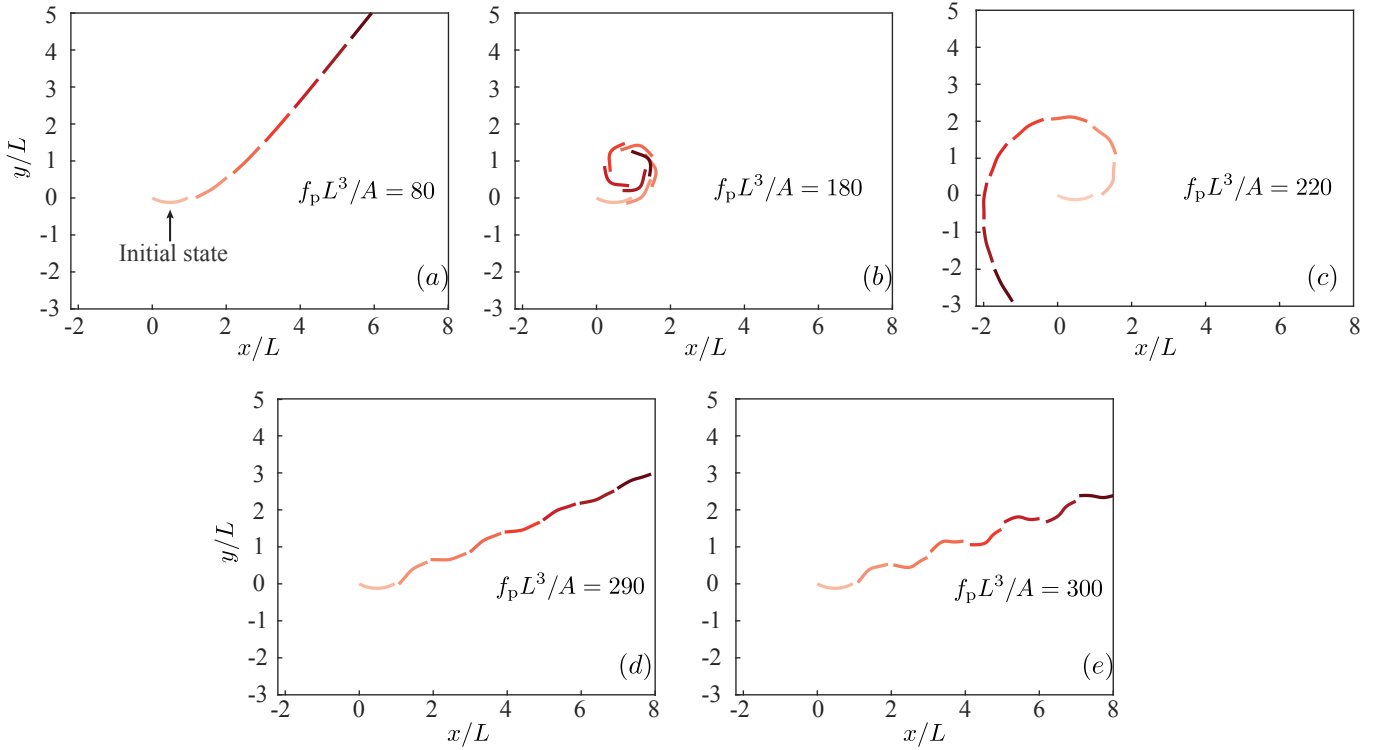 5
4
3
2
1
0
-1
-2
-3
y/L
-2 0 2 4 6 8
x/L
Initial state
f_p L^3/A = 80
(a)
5
4
3
2
1
0
-1
-2
-3
-2 0 2 4 6 8
x/L
f_p L^3/A = 180
(b)
5
4
3
2
1
0
-1
-2
-3
-2 0 2 4 6 8
x/L
f_p L^3/A = 220
(c)
5
4
3
2
1
0
-1
-2
-3
y/L
-2 0 2 4 6 8
x/L
f_p L^3/A = 290
(d)
5
4
3
2
1
0
-1
-2
-3
y/L
-2 0 2 4 6 8
x/L
f_p L^3/A = 300
(e)